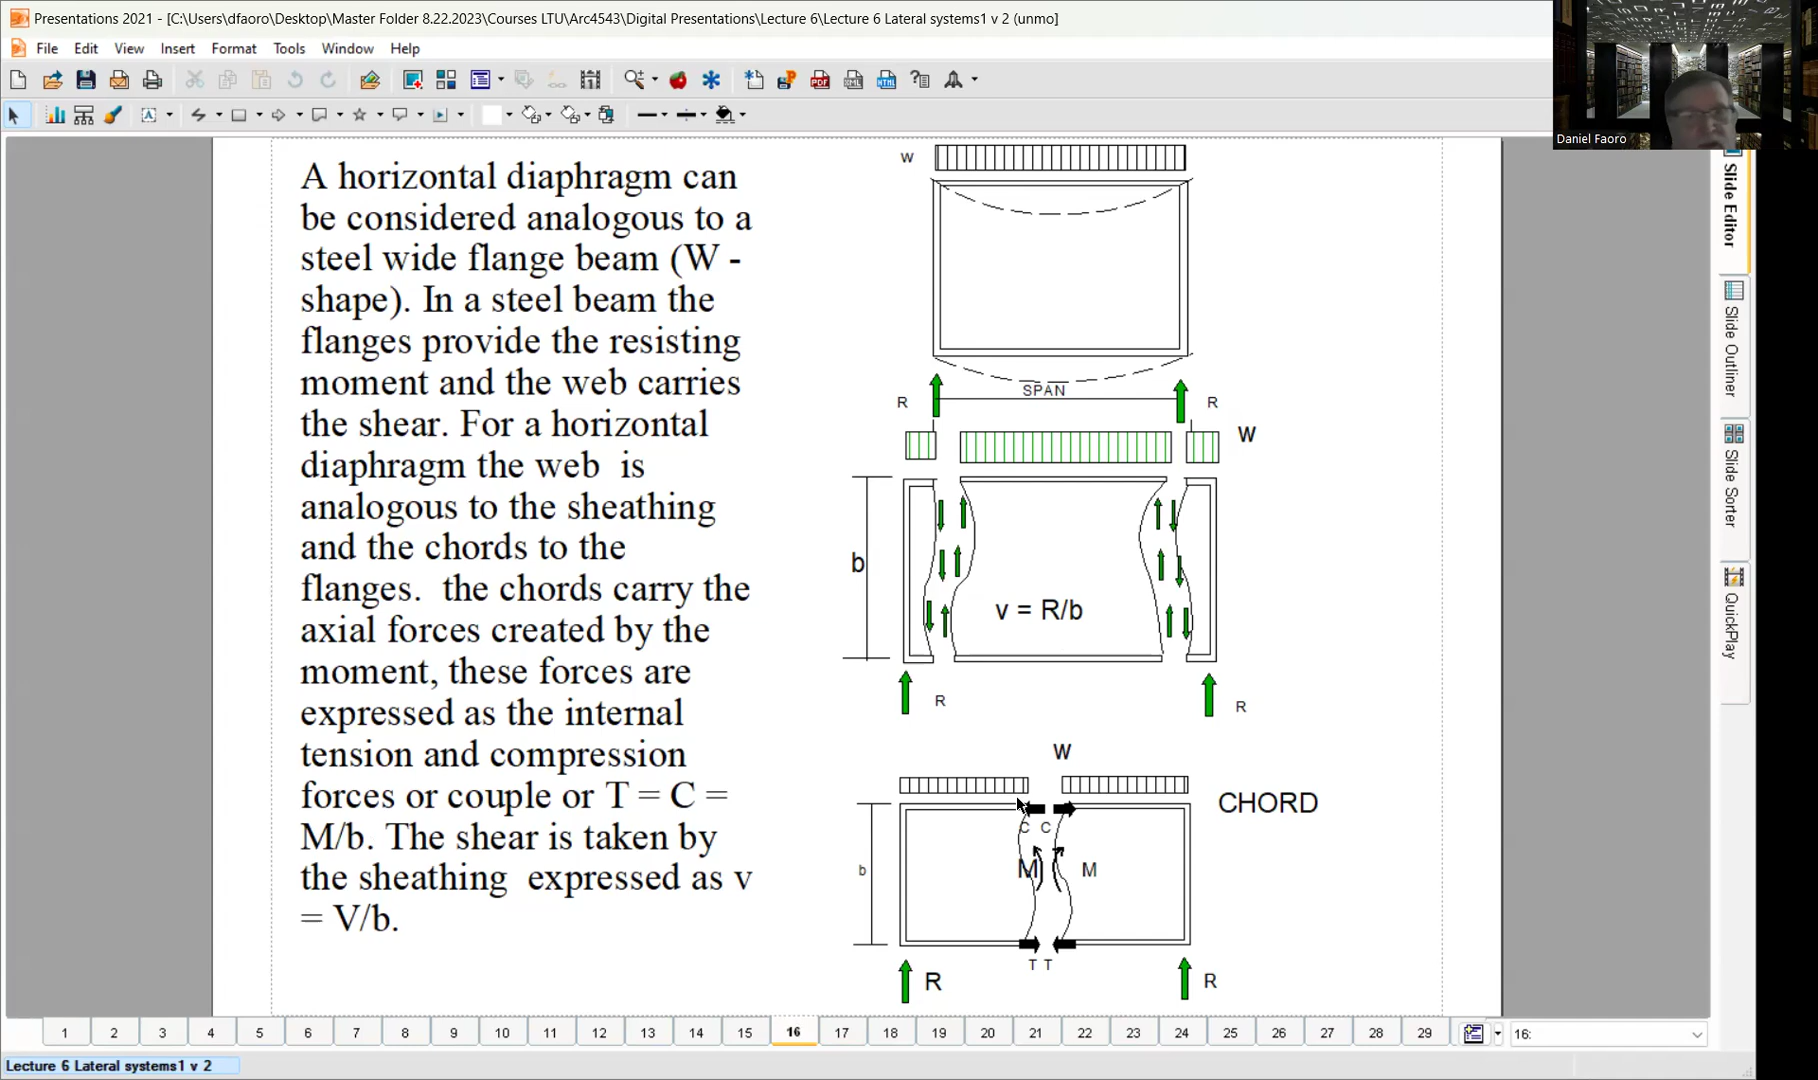 Presentations 2021 - [C:\Users\dfaoro\Desktop\Master Folder 8.22.2023\Courses LTU\Arc4543\Digital Presentations\Lecture 6\Lecture 6 Lateral systems1 v 2 (unmo)
File Edit View Insert Format Tools Window Help
Daniel Faoro
A horizontal diaphragm can
be considered analogous to a
steel wide flange beam (W -
shape). In a steel beam the
flanges provide the resisting
moment and the web carries
the shear. For a horizontal
diaphragm the web  is
analogous to the sheathing
and the chords to the
flanges.  the chords carry the
axial forces created by the
moment, these forces are
expressed as the internal
tension and compression
forces or couple or T = C =
M/b. The shear is taken by
the sheathing  expressed as v
= V/b.
w
SPAN
R R
W
b
v = R/b
R R
W
CHORD
C C
b M M
T T
R R
Slide Editor
Slide Outliner
Slide Sorter
QuickPlay
1 2 3 4 5 6 7 8 9 10 11 12 13 14 15 16 17 18 19 20 21 22 23 24 25 26 27 28 29 16:
Lecture 6 Lateral systems1 v 2